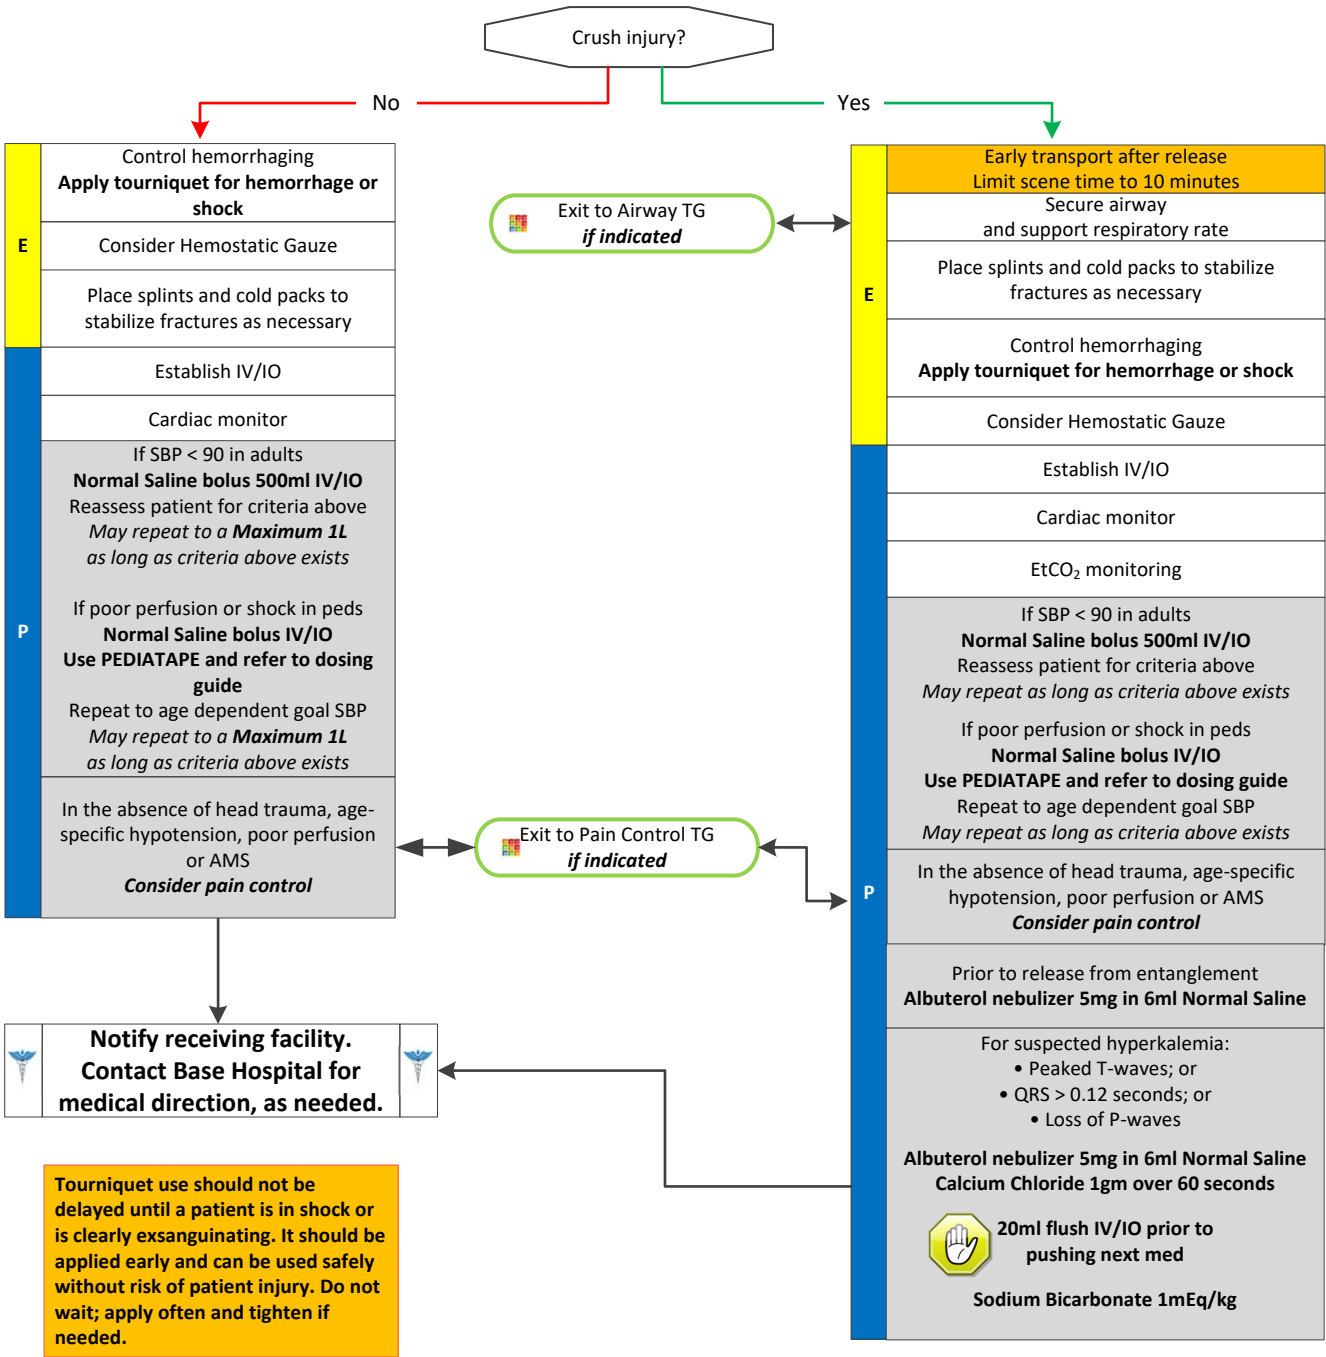 Crush injury?
No
Yes
E
Control hemorrhaging
Apply tourniquet for hemorrhage or
shock
Consider Hemostatic Gauze
Place splints and cold packs to
stabilize fractures as necessary
P
Establish IV/IO
Cardiac monitor
If SBP < 90 in adults
Normal Saline bolus 500ml IV/IO
Reassess patient for criteria above
May repeat to a Maximum 1L
as long as criteria above exists
If poor perfusion or shock in peds
Normal Saline bolus IV/IO
Use PEDIATAPE and refer to dosing
guide
Repeat to age dependent goal SBP
May repeat to a Maximum 1L
as long as criteria above exists
In the absence of head trauma, age-
specific hypotension, poor perfusion
or AMS
Consider pain control
Exit to Airway TG
if indicated
Exit to Pain Control TG
if indicated
E
Early transport after release
Limit scene time to 10 minutes
Secure airway
and support respiratory rate
Place splints and cold packs to stabilize
fractures as necessary
Control hemorrhaging
Apply tourniquet for hemorrhage or shock
Consider Hemostatic Gauze
P
Establish IV/IO
Cardiac monitor
EtCO₂ monitoring
If SBP < 90 in adults
Normal Saline bolus 500ml IV/IO
Reassess patient for criteria above
May repeat as long as criteria above exists
If poor perfusion or shock in peds
Normal Saline bolus IV/IO
Use PEDIATAPE and refer to dosing guide
Repeat to age dependent goal SBP
May repeat as long as criteria above exists
In the absence of head trauma, age-specific
hypotension, poor perfusion or AMS
Consider pain control
Prior to release from entanglement
Albuterol nebulizer 5mg in 6ml Normal Saline
For suspected hyperkalemia:
• Peaked T-waves; or
• QRS > 0.12 seconds; or
• Loss of P-waves
Albuterol nebulizer 5mg in 6ml Normal Saline
Calcium Chloride 1gm over 60 seconds
20ml flush IV/IO prior to
pushing next med
Sodium Bicarbonate 1mEq/kg
Notify receiving facility.
Contact Base Hospital for
medical direction, as needed.
Tourniquet use should not be
delayed until a patient is in shock or
is clearly exsanguinating. It should be
applied early and can be used safely
without risk of patient injury. Do not
wait; apply often and tighten if
needed.